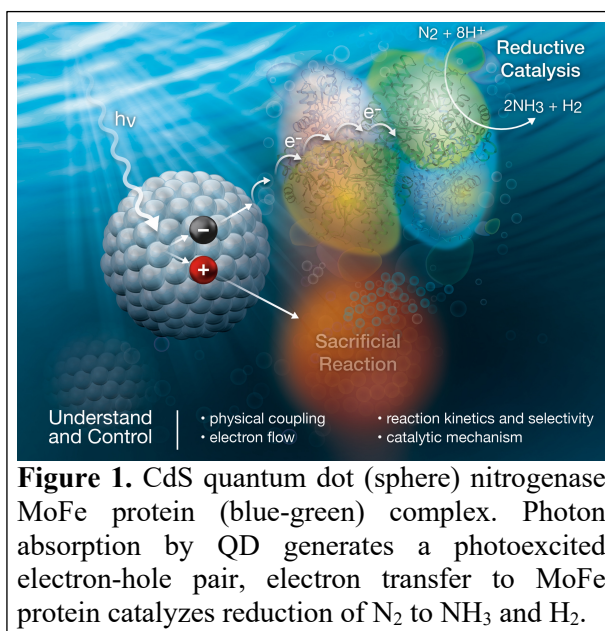 N2 + 8H⁺
Reductive
Catalysis
2NH3 + H2
hν
e⁻
e⁻
−
+
Sacrificial
Reaction
Understand
and Control
• physical coupling
• electron flow
• reaction kinetics and selectivity
• catalytic mechanism
Figure 1. CdS quantum dot (sphere) nitrogenase
MoFe protein (blue-green) complex. Photon
absorption by QD generates a photoexcited
electron-hole pair, electron transfer to MoFe
protein catalyzes reduction of N₂ to NH₃ and H₂.